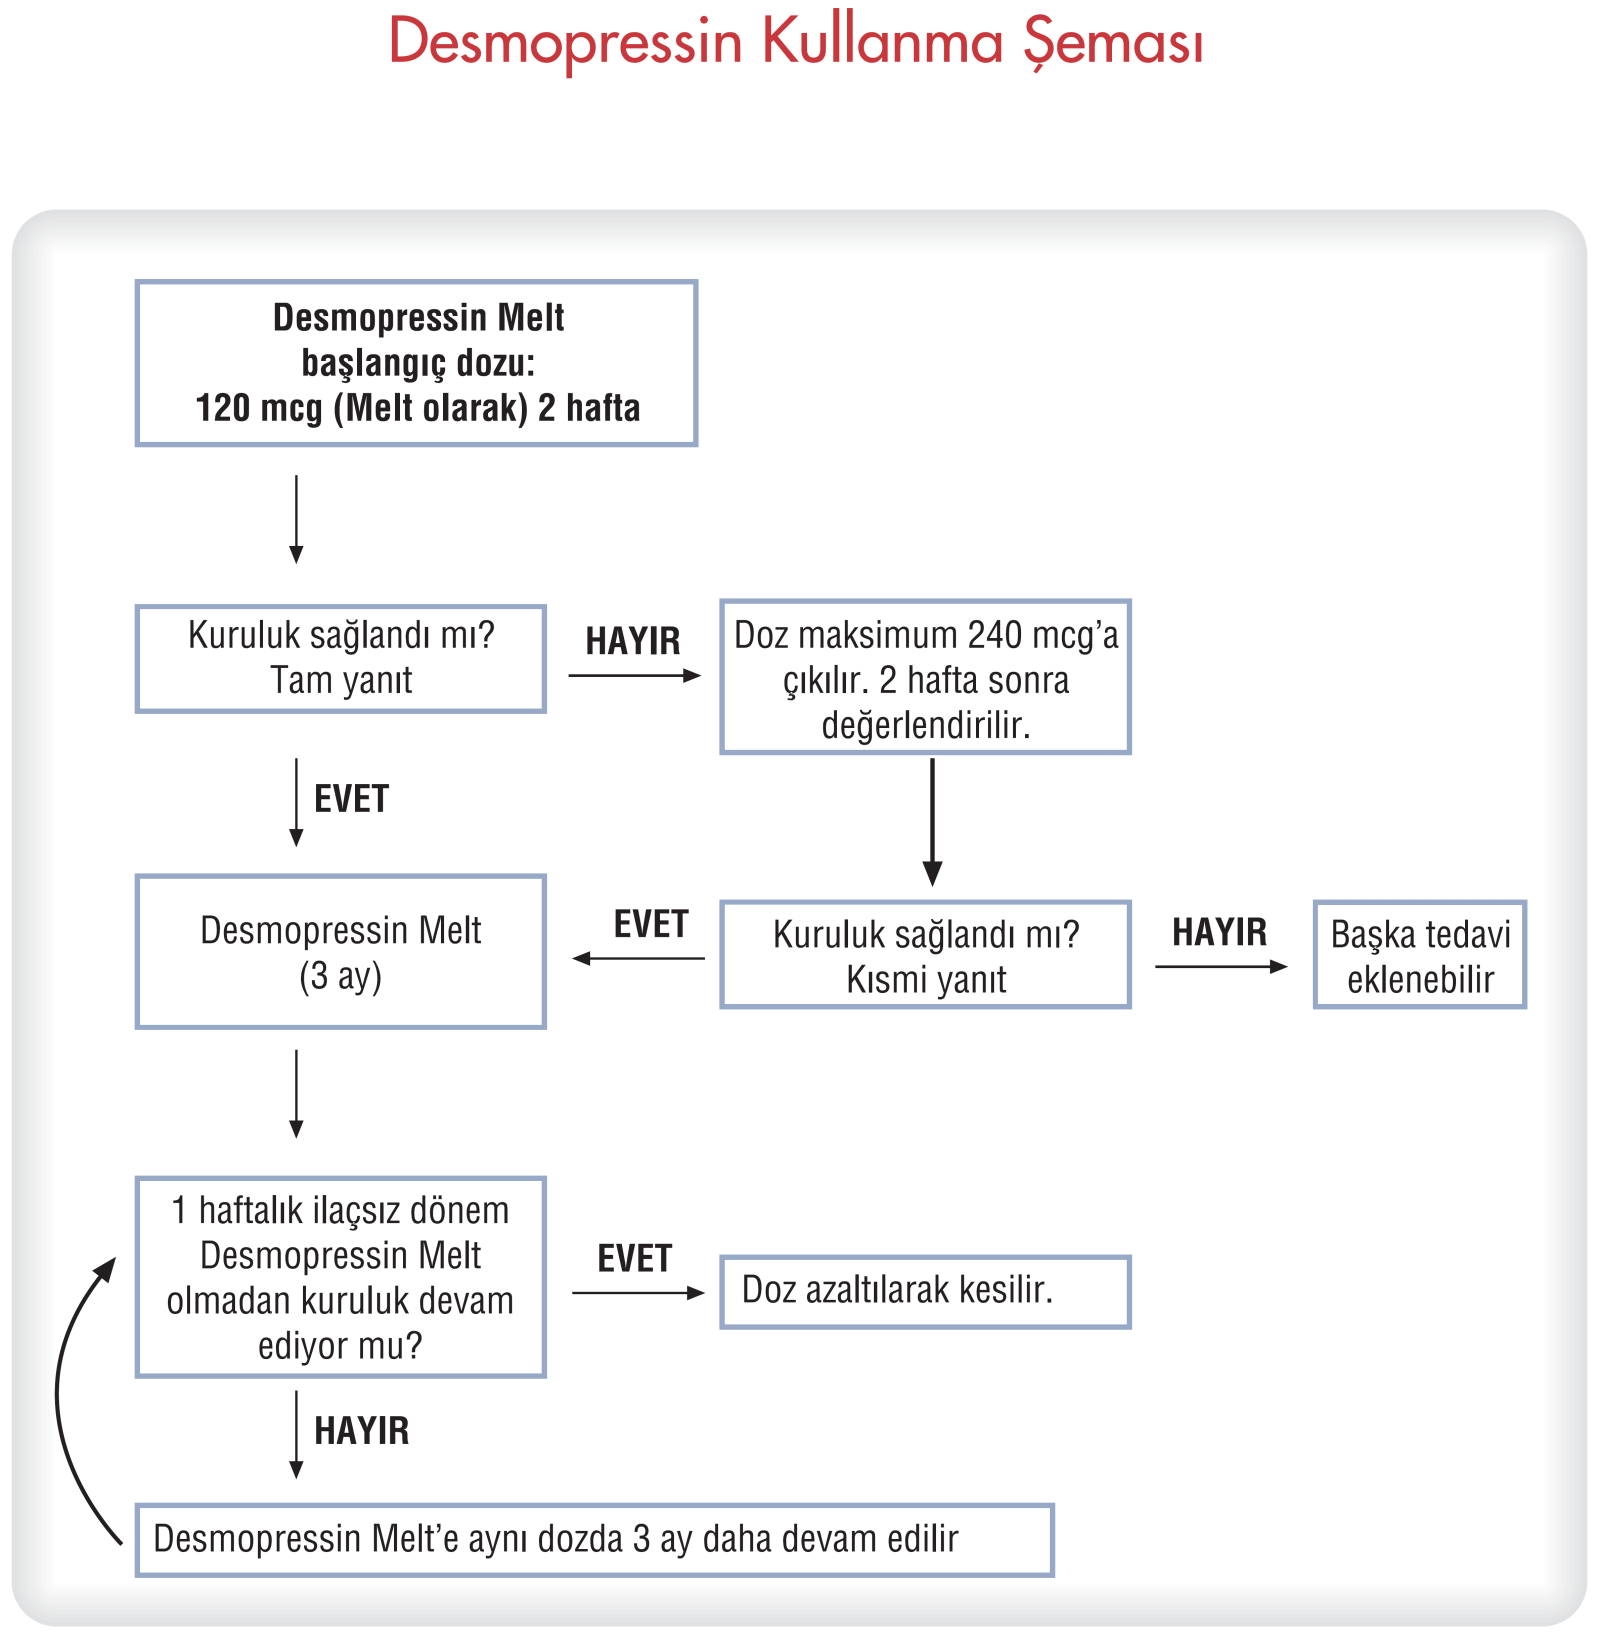 Desmopressin Kullanma Şeması
Desmopressin Melt
başlangıç dozu:
120 mcg (Melt olarak) 2 hafta
Kuruluk sağlandı mı?
Tam yanıt
HAYIR
Doz maksimum 240 mcg’a
çıkılır. 2 hafta sonra
değerlendirilir.
EVET
Desmopressin Melt
(3 ay)
EVET
Kuruluk sağlandı mı?
Kısmi yanıt
HAYIR
Başka tedavi
eklenebilir
1 haftalık ilaçsız dönem
Desmopressin Melt
olmadan kuruluk devam
ediyor mu?
EVET
Doz azaltılarak kesilir.
HAYIR
Desmopressin Melt’e aynı dozda 3 ay daha devam edilir